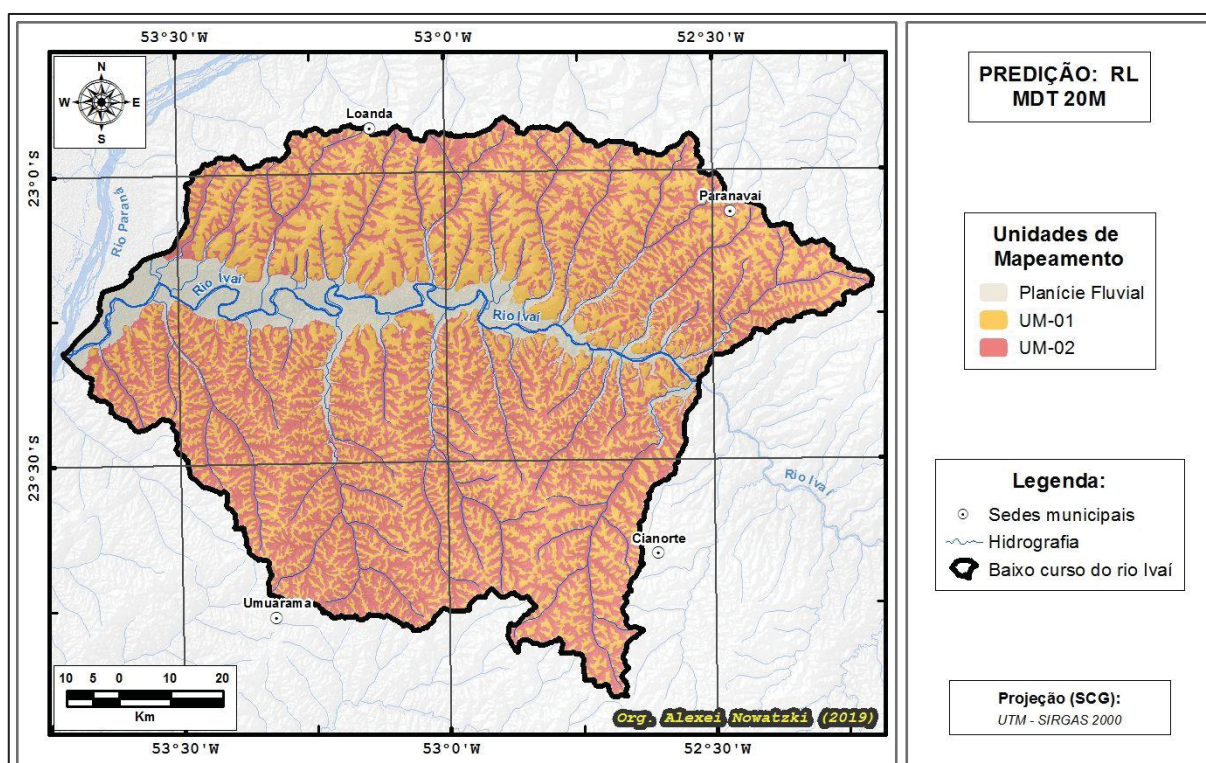 53°30'W 53°0'W 52°30'W
N
W E
S
Loanda
23°0'S
Paranavaí
Rio Paraná
Rio Ivaí
Rio Ivaí
23°30'S
Rio Ivaí
Cianorte
Umuarama
10 5 0 10 20
Km
Org. Alexei Nowatzki (2019)
53°30'W 53°0'W 52°30'W
PREDIÇÃO: RL
MDT 20M
Unidades de
Mapeamento
Planície Fluvial
UM-01
UM-02
Legenda:
Sedes municipais
Hidrografia
Baixo curso do rio Ivaí
Projeção (SCG):
UTM - SIRGAS 2000